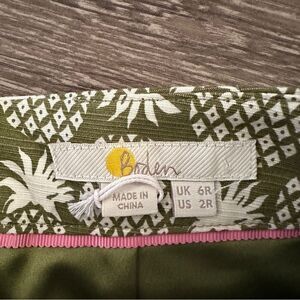 Boden
MADE IN
CHINA
UK 6R
US 2R